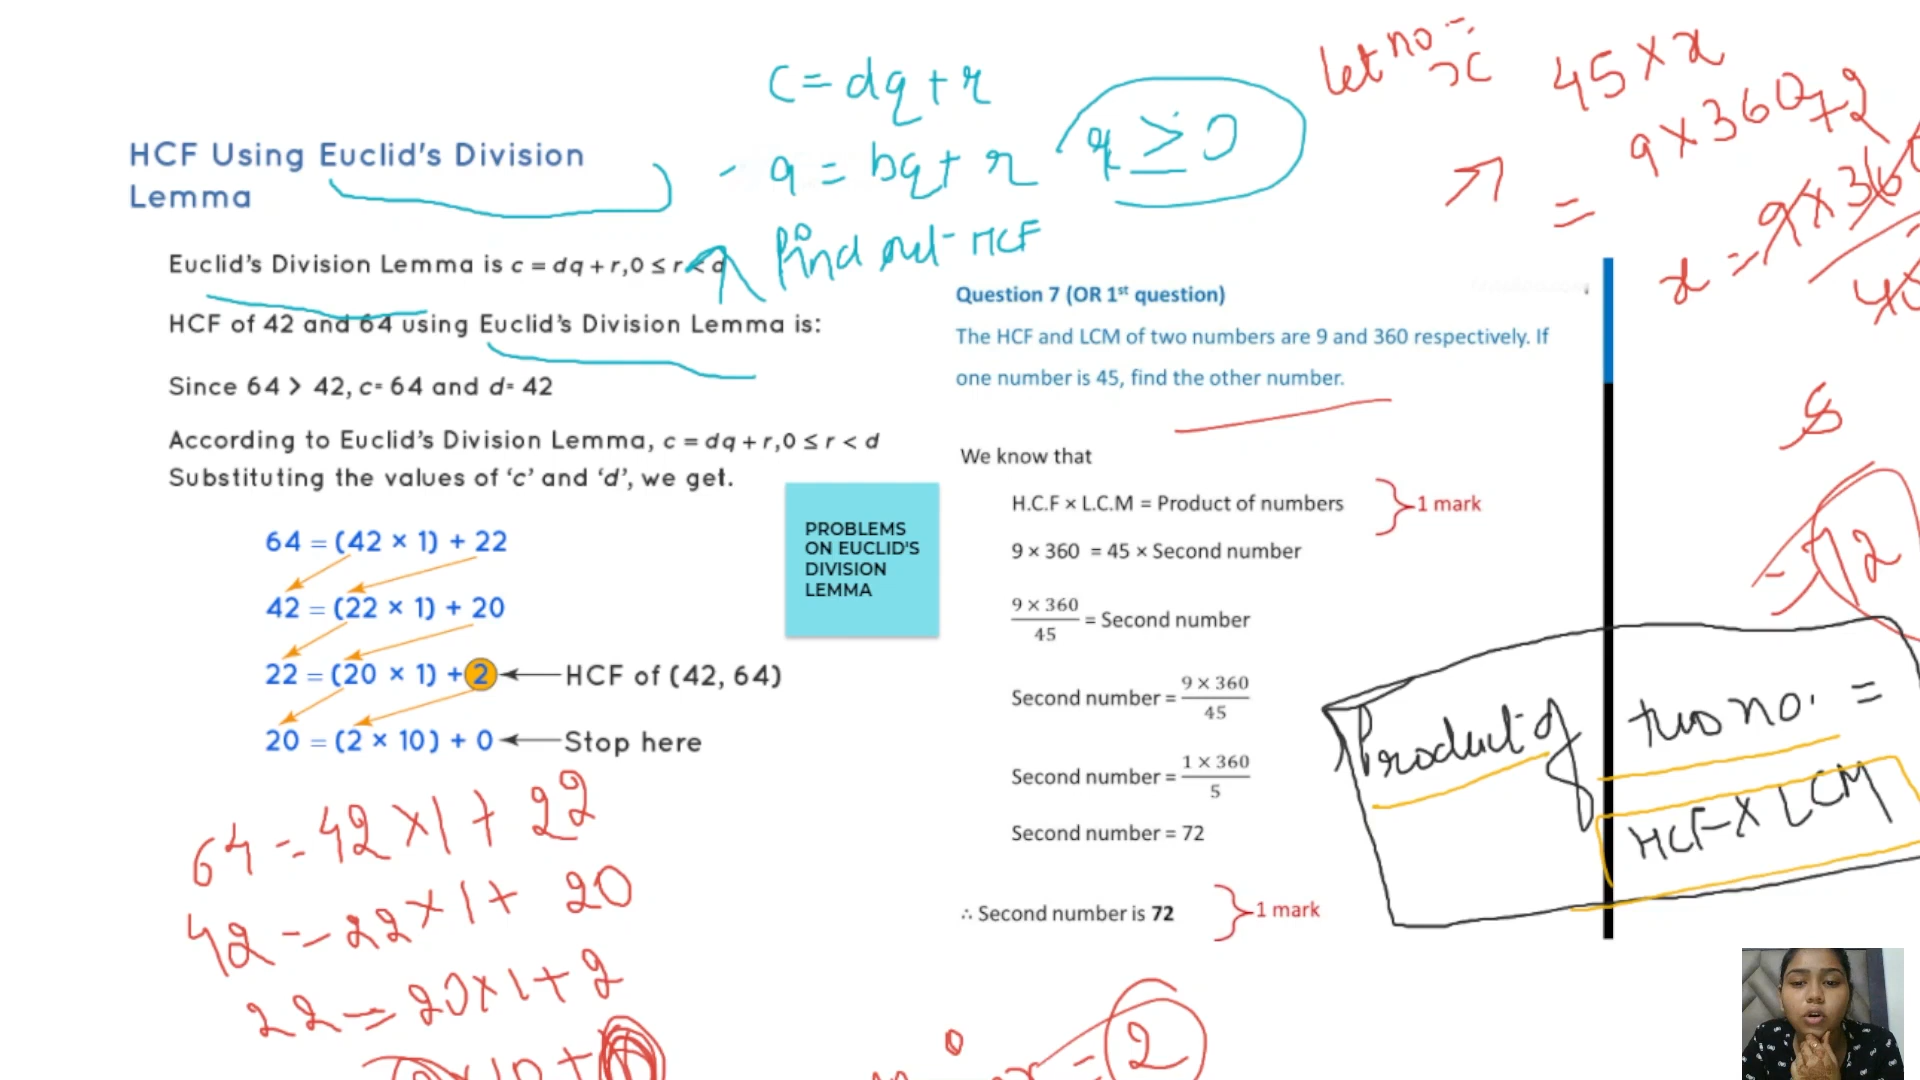 HCF Using Euclid's Division
Lemma
Euclid's Division Lemma is c = dq + r, 0 ≤ r < d
HCF of 42 and 64 using Euclid's Division Lemma is:
Since 64 > 42, c= 64 and d= 42
According to Euclid's Division Lemma, c = dq + r, 0 ≤ r < d
Substituting the values of 'c' and 'd', we get.
64 = (42 × 1) + 22
42 = (22 × 1) + 20
22 = (20 × 1) + 2 HCF of (42, 64)
20 = (2 × 10) + 0 Stop here
64 = 42 × 1 + 22
42 = 22 × 1 + 20
22 = 20 × 1 + 2
c = dq + r
a = bq + r
Find out HCF
PROBLEMS
ON EUCLID'S
DIVISION
LEMMA
Question 7 (OR 1st question)
The HCF and LCM of two numbers are 9 and 360 respectively. If
one number is 45, find the other number.
We know that
H.C.F × L.C.M = Product of numbers 1 mark
9 × 360 = 45 × Second number
9 × 360
45
= Second number
Second number = 9 × 360
45
Second number = 1 × 360
5
Second number = 72
∴ Second number is 72 1 mark
let no =
x
45 × x
=
8
= 72
Product of two no. =
HCF × LCM
= 2